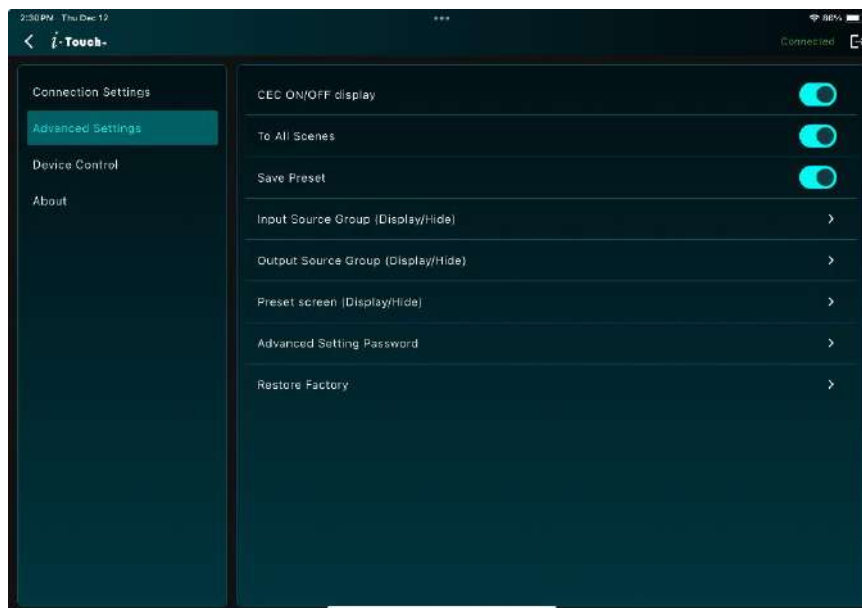 2:30 PM Thu Dec 12
86%
i-Touch-
Connected
Connection Settings
Advanced Settings
Device Control
About
CEC ON/OFF display
To All Scenes
Save Preset
Input Source Group (Display/Hide)
Output Source Group (Display/Hide)
Preset screen (Display/Hide)
Advanced Setting Password
Restore Factory